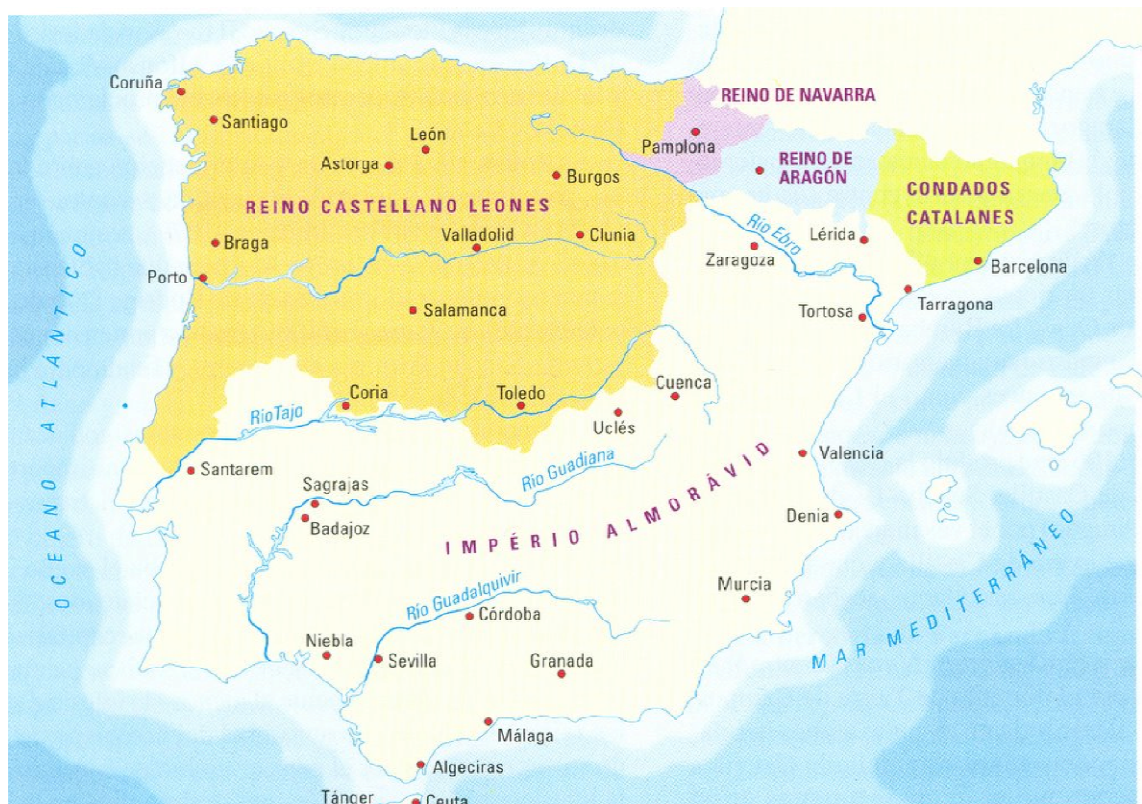 Coruña
Santiago
León
Astorga
Burgos
REINO CASTELLANO LEONES
Braga
Valladolid
Clunia
Porto
Salamanca
REINO DE NAVARRA
Pamplona
REINO DE
ARAGÓN
CONDADOS
CATALANES
Río Ebro
Lérida
Zaragoza
Barcelona
Tarragona
Tortosa
Coria
Toledo
Cuenca
Uclés
Río Tajo
Santarem
Río Guadiana
Sagrajas
Badajoz
Valencia
Denia
IMPÉRIO ALMORÁVID
Murcia
Río Guadalquivir
Córdoba
Niebla
Sevilla
Granada
Málaga
Algeciras
Tánger
Ceuta
OCEANO ATLÁNTICO
MAR MEDITERRÁNEO